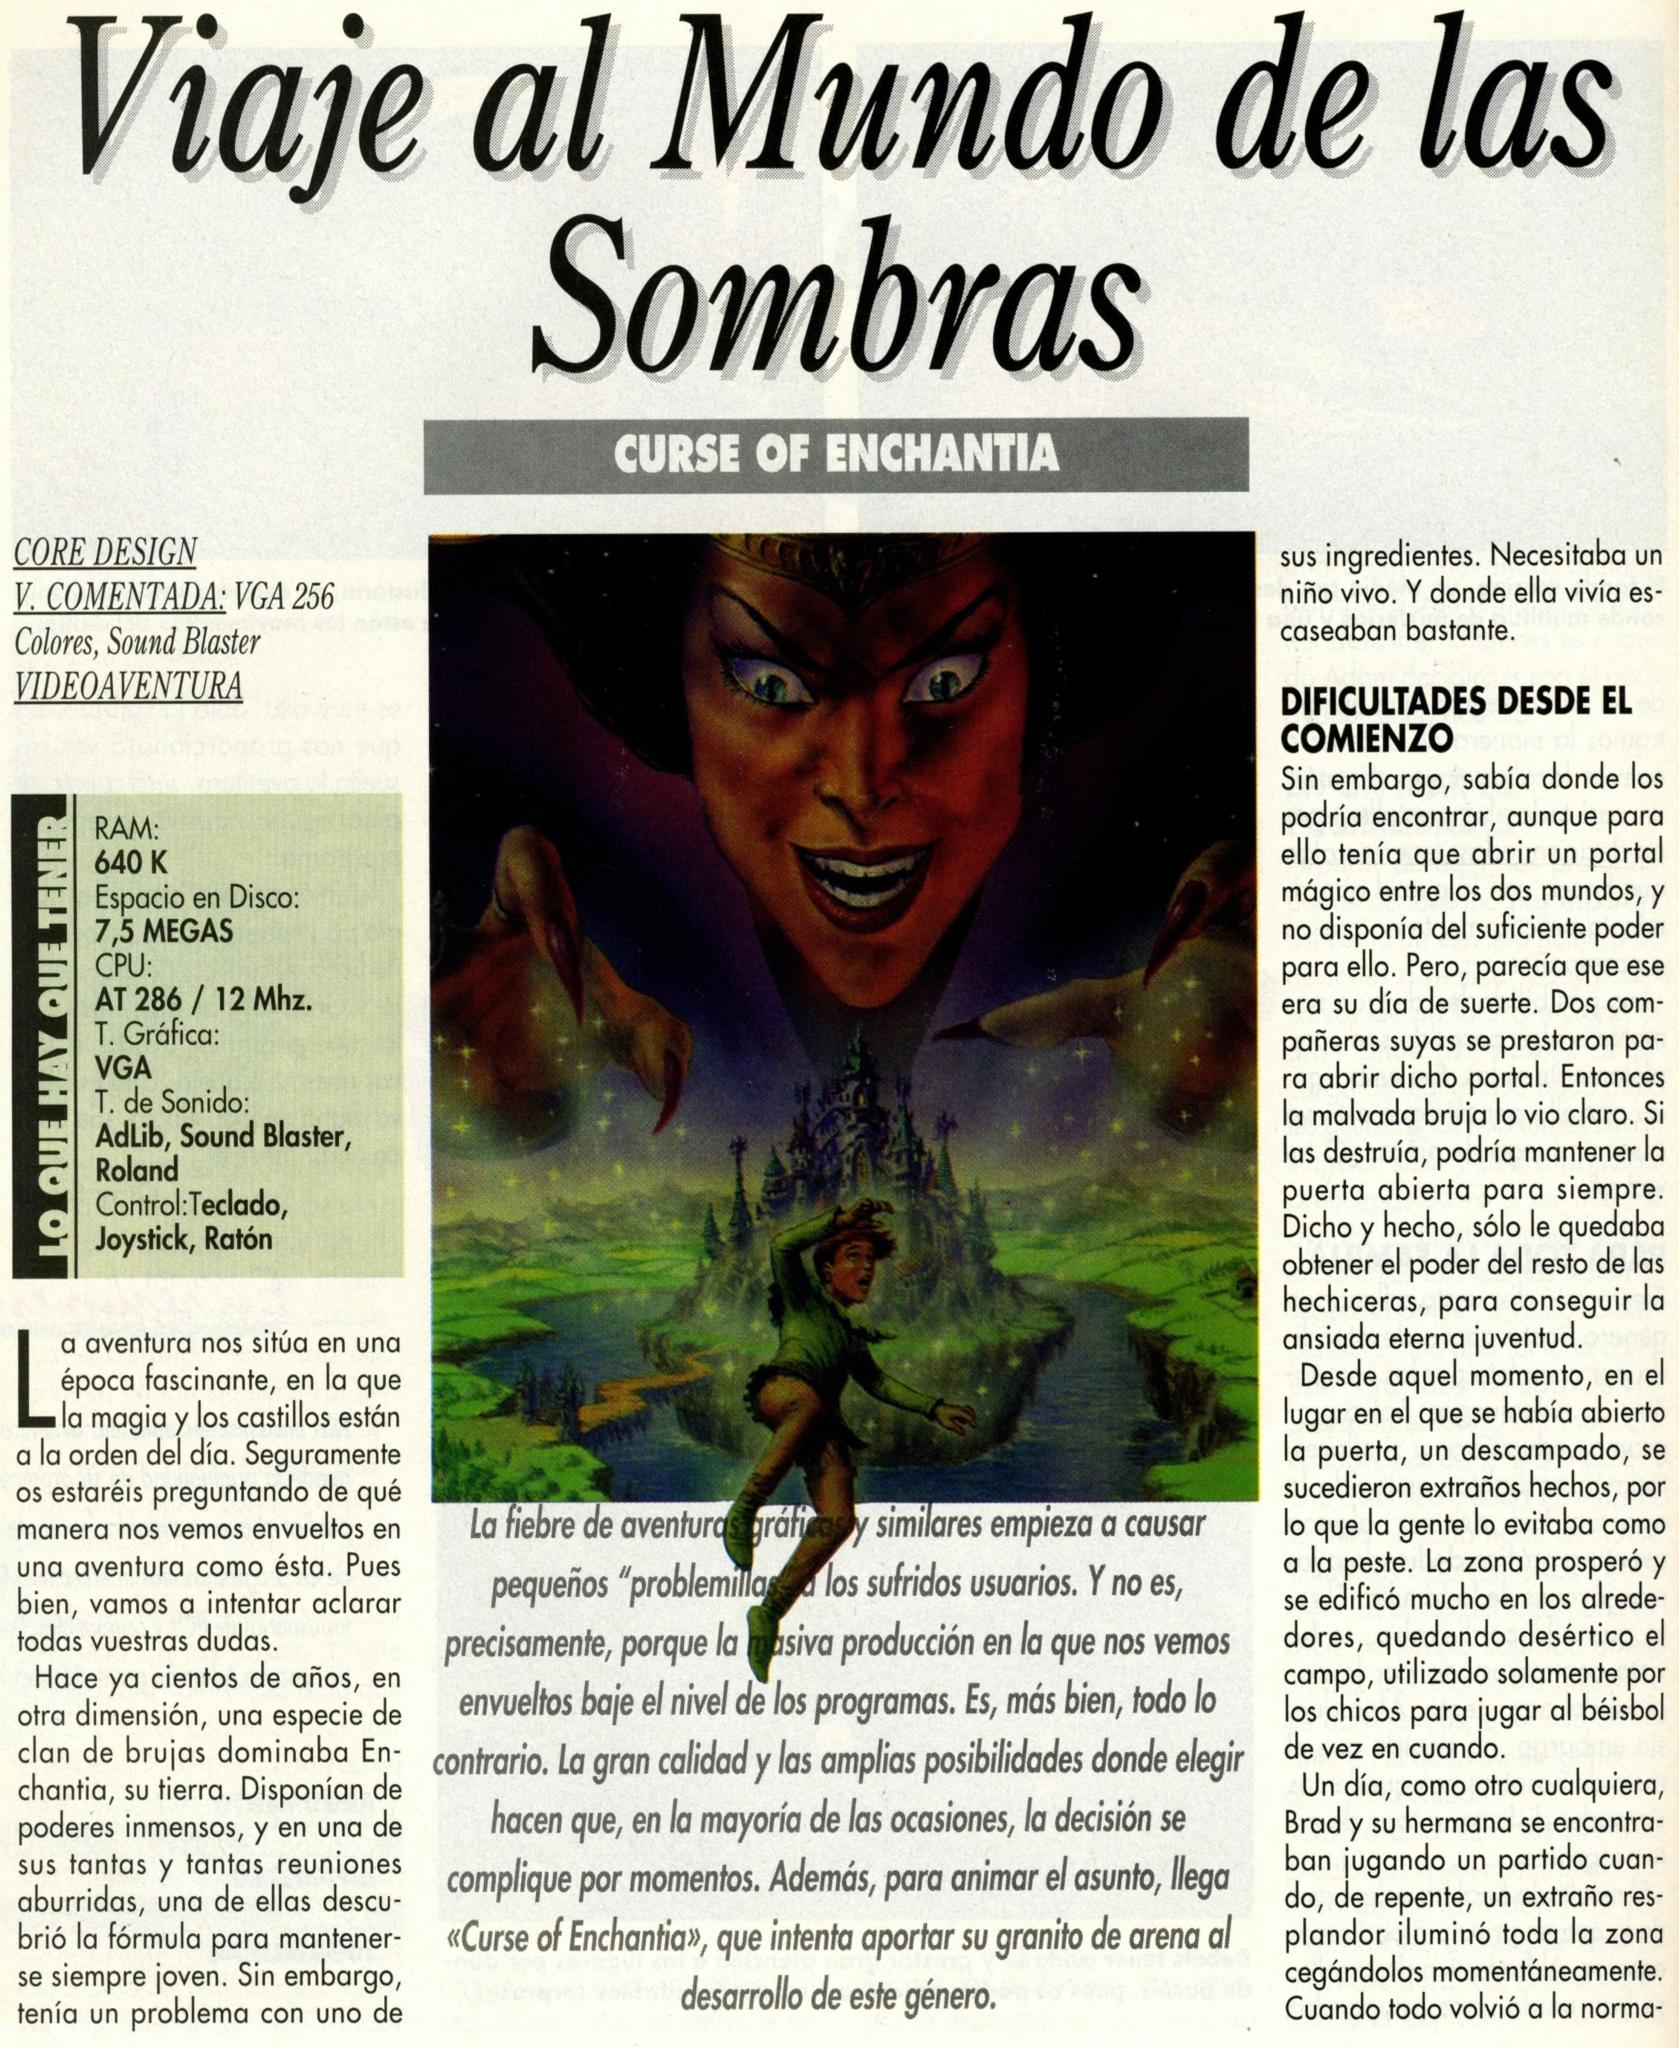 Viaje al Mundo de las
Sombras
CURSE OF ENCHANTIA
CORE DESIGN
V. COMENTADA: VGA 256
Colores, Sound Blaster
VIDEOAVENTURA
LO QUE HAY QUE TENER
RAM:
640 K
Espacio en Disco:
7,5 MEGAS
CPU:
AT 286 / 12 Mhz.
T. Gráfica:
VGA
T. de Sonido:
AdLib, Sound Blaster,
Roland
Control:Teclado,
Joystick, Ratón
La aventura nos sitúa en una
época fascinante, en la que
la magia y los castillos están
a la orden del día. Seguramente
os estaréis preguntando de qué
manera nos vemos envueltos en
una aventura como ésta. Pues
bien, vamos a intentar aclarar
todas vuestras dudas.
Hace ya cientos de años, en
otra dimensión, una especie de
clan de brujas dominaba En-
chantia, su tierra. Disponían de
poderes inmensos, y en una de
sus tantas y tantas reuniones
aburridas, una de ellas descu-
brió la fórmula para mantener-
se siempre joven. Sin embargo,
tenía un problema con uno de
La fiebre de aventuras gráficas y similares empieza a causar
pequeños "problemillas" a los sufridos usuarios. Y no es,
precisamente, porque la masiva producción en la que nos vemos
envueltos baje el nivel de los programas. Es, más bien, todo lo
contrario. La gran calidad y las amplias posibilidades donde elegir
hacen que, en la mayoría de las ocasiones, la decisión se
complique por momentos. Además, para animar el asunto, llega
«Curse of Enchantia», que intenta aportar su granito de arena al
desarrollo de este género.
sus ingredientes. Necesitaba un
niño vivo. Y donde ella vivía es-
caseaban bastante.
DIFICULTADES DESDE EL
COMIENZO
Sin embargo, sabía donde los
podría encontrar, aunque para
ello tenía que abrir un portal
mágico entre los dos mundos, y
no disponía del suficiente poder
para ello. Pero, parecía que ese
era su día de suerte. Dos com-
pañeras suyas se prestaron pa-
ra abrir dicho portal. Entonces
la malvada bruja lo vio claro. Si
las destruía, podría mantener la
puerta abierta para siempre.
Dicho y hecho, sólo le quedaba
obtener el poder del resto de las
hechiceras, para conseguir la
ansiada eterna juventud.
Desde aquel momento, en el
lugar en el que se había abierto
la puerta, un descampado, se
sucedieron extraños hechos, por
lo que la gente lo evitaba como
a la peste. La zona prosperó y
se edificó mucho en los alrede-
dores, quedando desértico el
campo, utilizado solamente por
los chicos para jugar al béisbol
de vez en cuando.
Un día, como otro cualquiera,
Brad y su hermana se encontra-
ban jugando un partido cuan-
do, de repente, un extraño res-
plandor iluminó toda la zona
cegándolos momentáneamente.
Cuando todo volvió a la norma-